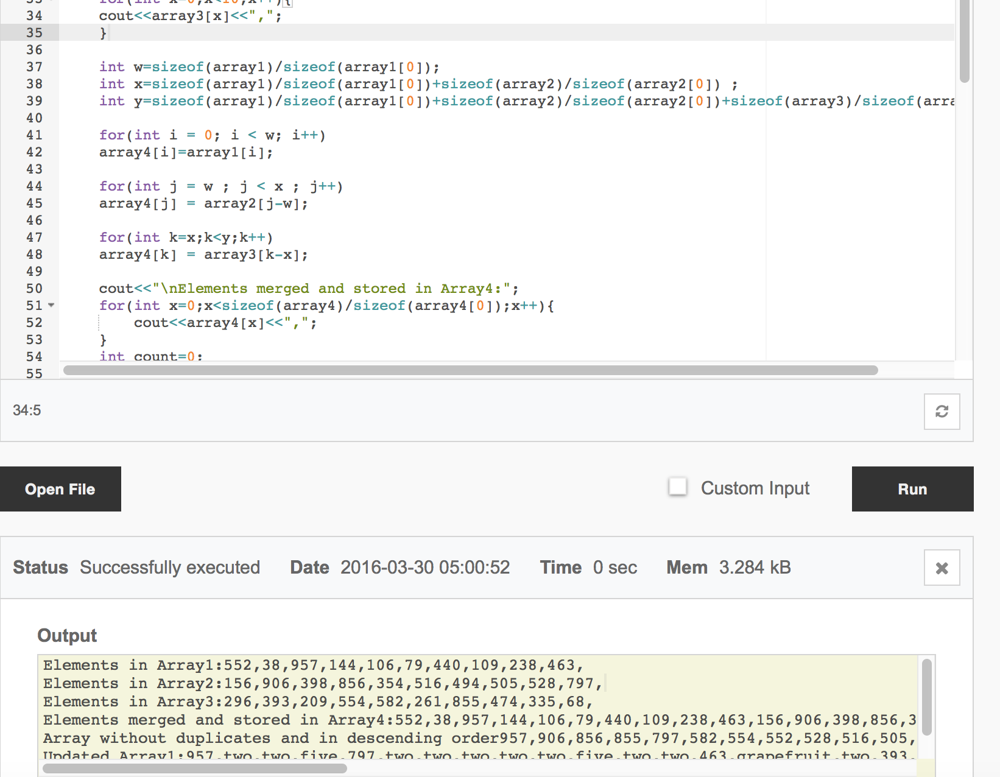 33 for(int x=0;x<10;x++){
34 cout<<array3[x]<<",";
35 }
36
37 int w=sizeof(array1)/sizeof(array1[0]);
38 int x=sizeof(array1)/sizeof(array1[0])+sizeof(array2)/sizeof(array2[0]) ;
39 int y=sizeof(array1)/sizeof(array1[0])+sizeof(array2)/sizeof(array2[0])+sizeof(array3)/sizeof(arra
40
41 for(int i = 0; i < w; i++)
42 array4[i]=array1[i];
43
44 for(int j = w ; j < x ; j++)
45 array4[j] = array2[j-w];
46
47 for(int k=x;k<y;k++)
48 array4[k] = array3[k-x];
49
50 cout<<"\nElements merged and stored in Array4:";
51 for(int x=0;x<sizeof(array4)/sizeof(array4[0]);x++){
52 cout<<array4[x]<<",";
53 }
54 int count=0;
55
34:5
Open File Custom Input Run
Status Successfully executed Date 2016-03-30 05:00:52 Time 0 sec Mem 3.284 kB
Output
Elements in Array1:552,38,957,144,106,79,440,109,238,463,
Elements in Array2:156,906,398,856,354,516,494,505,528,797,
Elements in Array3:296,393,209,554,582,261,855,474,335,68,
Elements merged and stored in Array4:552,38,957,144,106,79,440,109,238,463,156,906,398,856,3
Array without duplicates and in descending order957,906,856,855,797,582,554,552,528,516,505,
Updated Array1:957,two,two,five,797,two,two,two,two,two,five,two,two,463,grapefruit,two,393,